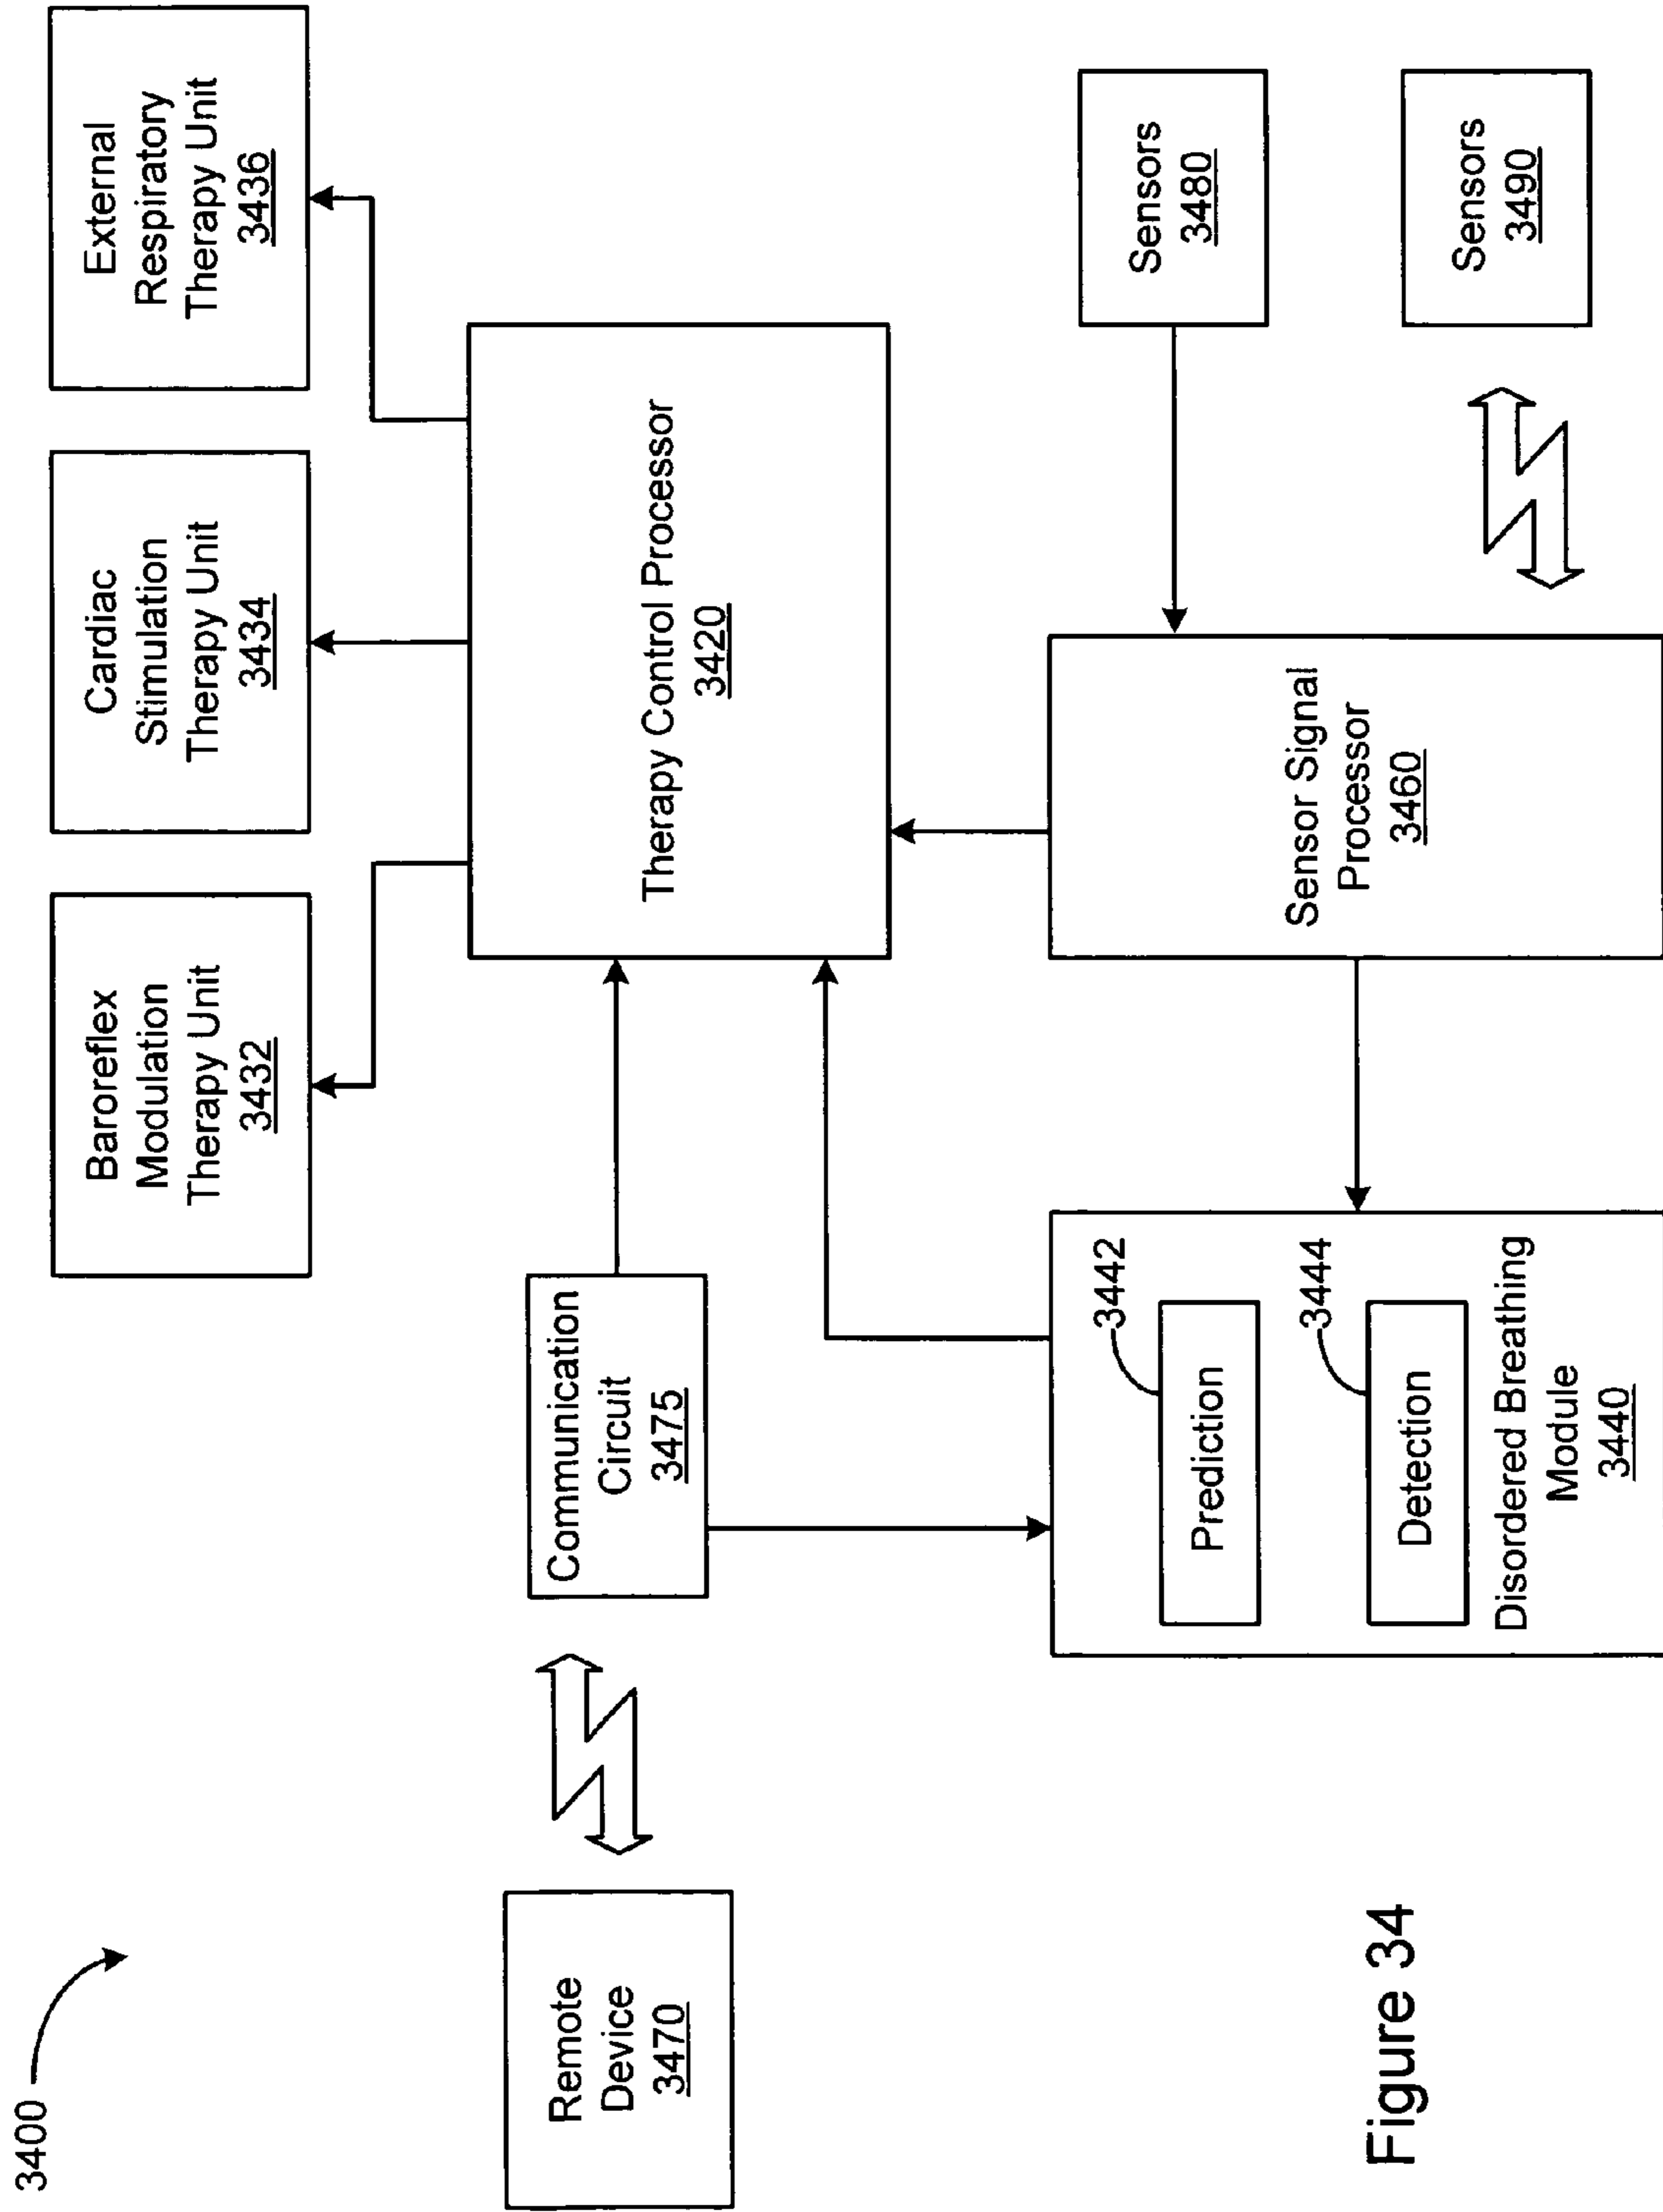 3400
Baroreflex
Modulation
Therapy Unit
3432
Cardiac
Stimulation
Therapy Unit
3434
External
Respiratory
Therapy Unit
3436
Remote
Device
3470
Communication
Circuit
3475
Therapy Control Processor
3420
Prediction
3442
Detection
3444
Disordered Breathing
Module
3440
Sensor Signal
Processor
3460
Sensors
3480
Sensors
3490
Figure 34